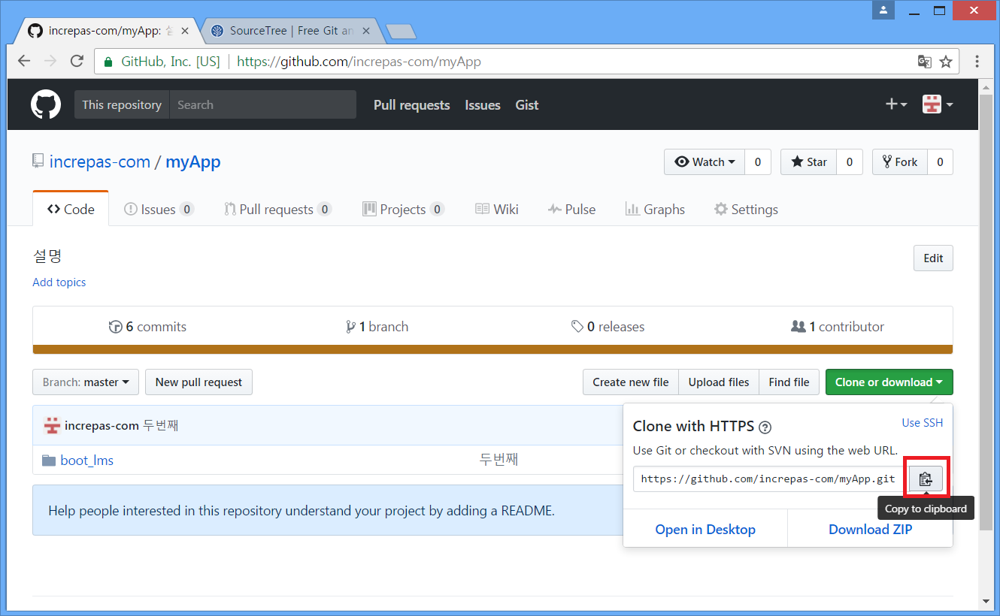 increpas-com/myApp: 설
SourceTree | Free Git an
GitHub, Inc. [US] https://github.com/increpas-com/myApp
This repository Search Pull requests Issues Gist
increpas-com / myApp
Watch 0 Star 0 Fork 0
Code Issues 0 Pull requests 0 Projects 0 Wiki Pulse Graphs Settings
설명
Edit
Add topics
6 commits 1 branch 0 releases 1 contributor
Branch: master New pull request Create new file Upload files Find file Clone or download
increpas-com 두번째
boot_lms 두번째
Help people interested in this repository understand your project by adding a README.
Clone with HTTPS Use SSH
Use Git or checkout with SVN using the web URL.
https://github.com/increpas-com/myApp.git
Copy to clipboard
Open in Desktop Download ZIP